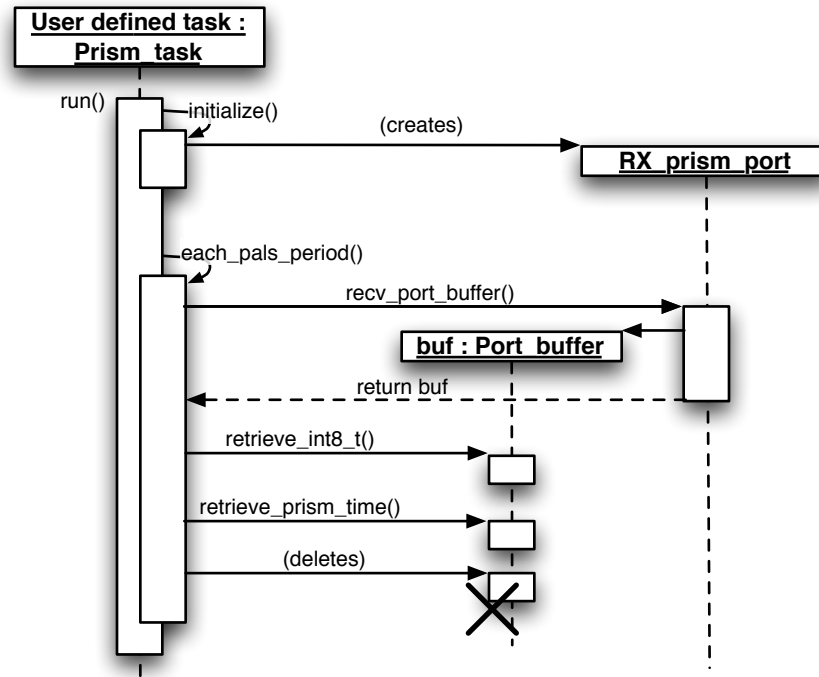 User defined task :
Prism_task
run()
initialize()
(creates)
RX_prism_port
each_pals_period()
recv_port_buffer()
buf : Port_buffer
return buf
retrieve_int8_t()
retrieve_prism_time()
(deletes)